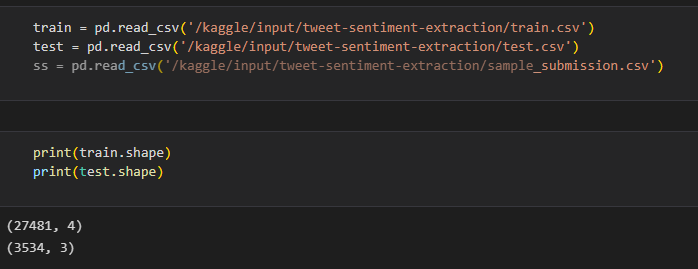 train = pd.read_csv('/kaggle/input/tweet-sentiment-extraction/train.csv')
test = pd.read_csv('/kaggle/input/tweet-sentiment-extraction/test.csv')
ss = pd.read_csv('/kaggle/input/tweet-sentiment-extraction/sample_submission.csv')
print(train.shape)
print(test.shape)
(27481, 4)
(3534, 3)